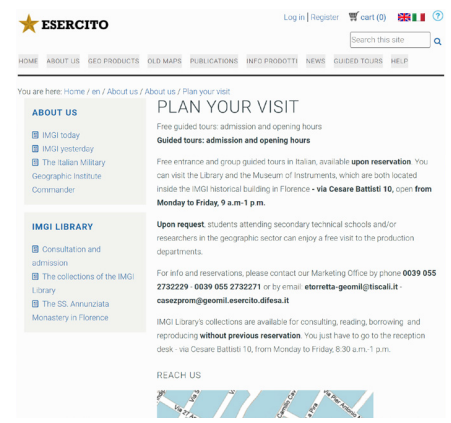 Log in | Register cart (0)
ESERCITO
Search this site
HOME ABOUT US GEO PRODUCTS OLD MAPS PUBLICATIONS INFO PRODOTTI NEWS GUIDED TOURS HELP
You are here: Home / en / About us / About us / Plan your visit
ABOUT US
IMGI today
IMGI yesterday
The Italian Military
Geographic Institute
Commander
IMGI LIBRARY
Consultation and
admission
The collections of the IMGI
Library
The SS. Annunziata
Monastery in Florence
PLAN YOUR VISIT
Free guided tours: admission and opening hours
Guided tours: admission and opening hours
Free entrance and group guided tours in Italian, available upon reservation. You
can visit the Library and the Museum of Instruments, which are both located
inside the IMGI historical building in Florence - via Cesare Battisti 10, open from
Monday to Friday, 9 a.m-1 p.m.
Upon request, students attending secondary technical schools and/or
researchers in the geographic sector can enjoy a free visit to the production
departments.
For info and reservations, please contact our Marketing Office by phone 0039 055
2732229 - 0039 055 2732271 or by email: etorretta-geomil@tiscali.it -
casezprom@geomil.esercito.difesa.it
IMGI Library's collections are available for consulting, reading, borrowing and
reproducing without previous reservation. You just have to go to the reception
desk - via Cesare Battisti 10, from Monday to Friday, 8.30 a.m.-1 p.m.
REACH US
Via 27 A
Via S
Camillo Cav
a Pira
Via Pier Antonio